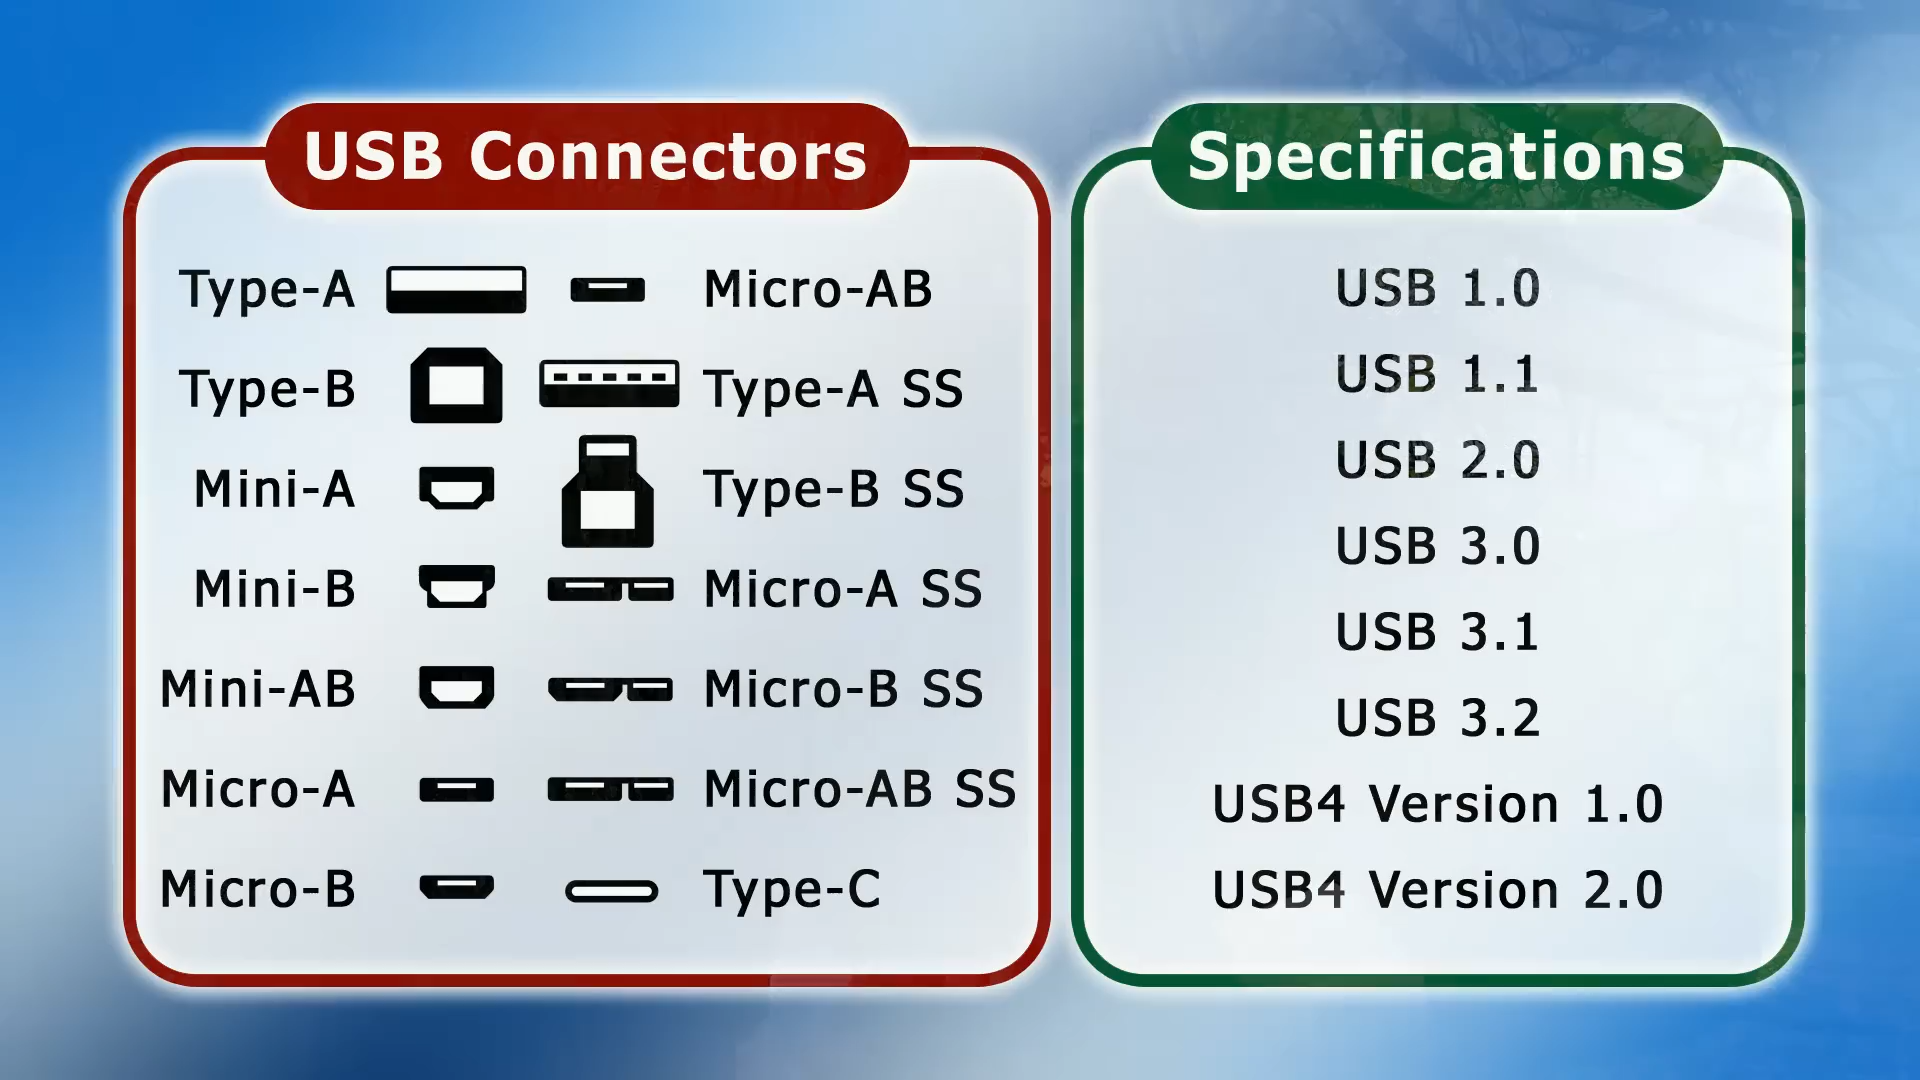 USB Connectors
Type-A
Micro-AB
Type-B
Type-A SS
Mini-A
Type-B SS
Mini-B
Micro-A SS
Mini-AB
Micro-B SS
Micro-A
Micro-AB SS
Micro-B
Type-C
Specifications
USB 1.0
USB 1.1
USB 2.0
USB 3.0
USB 3.1
USB 3.2
USB4 Version 1.0
USB4 Version 2.0